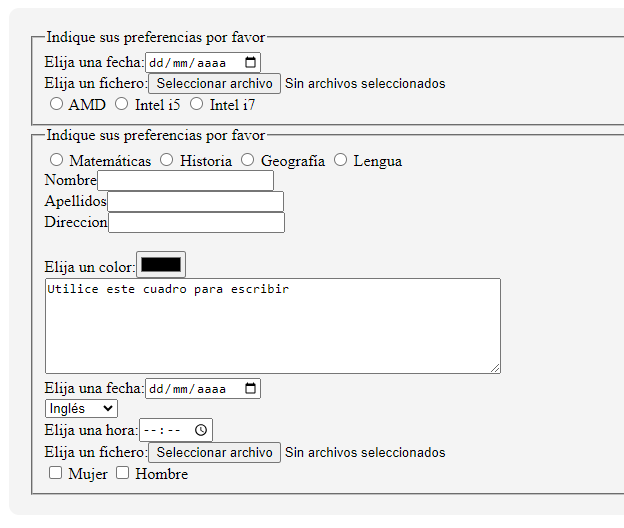 Indique sus preferencias por favor
Elija una fecha: dd/mm/aaaa
Elija un fichero: Seleccionar archivo Sin archivos seleccionados
AMD Intel i5 Intel i7
Indique sus preferencias por favor
Matemáticas Historia Geografía Lengua
Nombre
Apellidos
Direccion
Elija un color:
Utilice este cuadro para escribir
Elija una fecha: dd/mm/aaaa
Inglés
Elija una hora: --:--
Elija un fichero: Seleccionar archivo Sin archivos seleccionados
Mujer Hombre